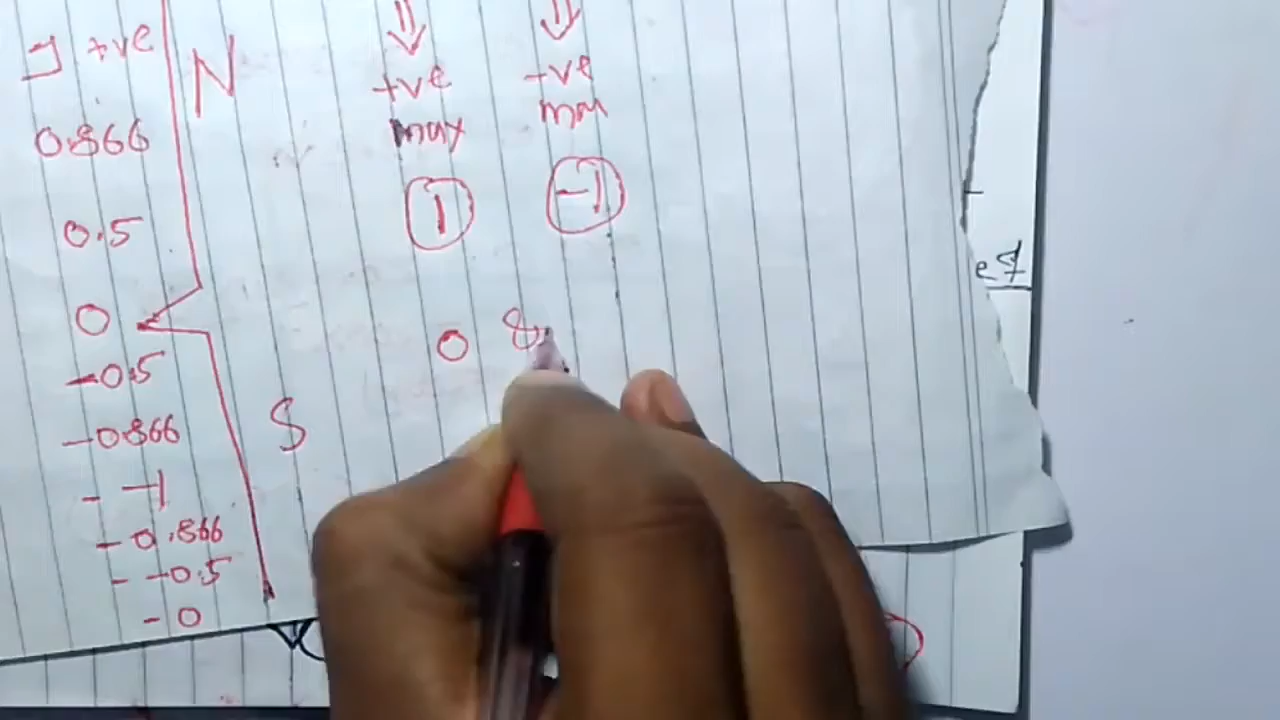 +ve
N
0.866
0.5
0
-0.5
-0.866
- -1
- 0.866
- -0.5
- 0
S
⇓ ⇓
+ve -ve
max
1 -1
0 8